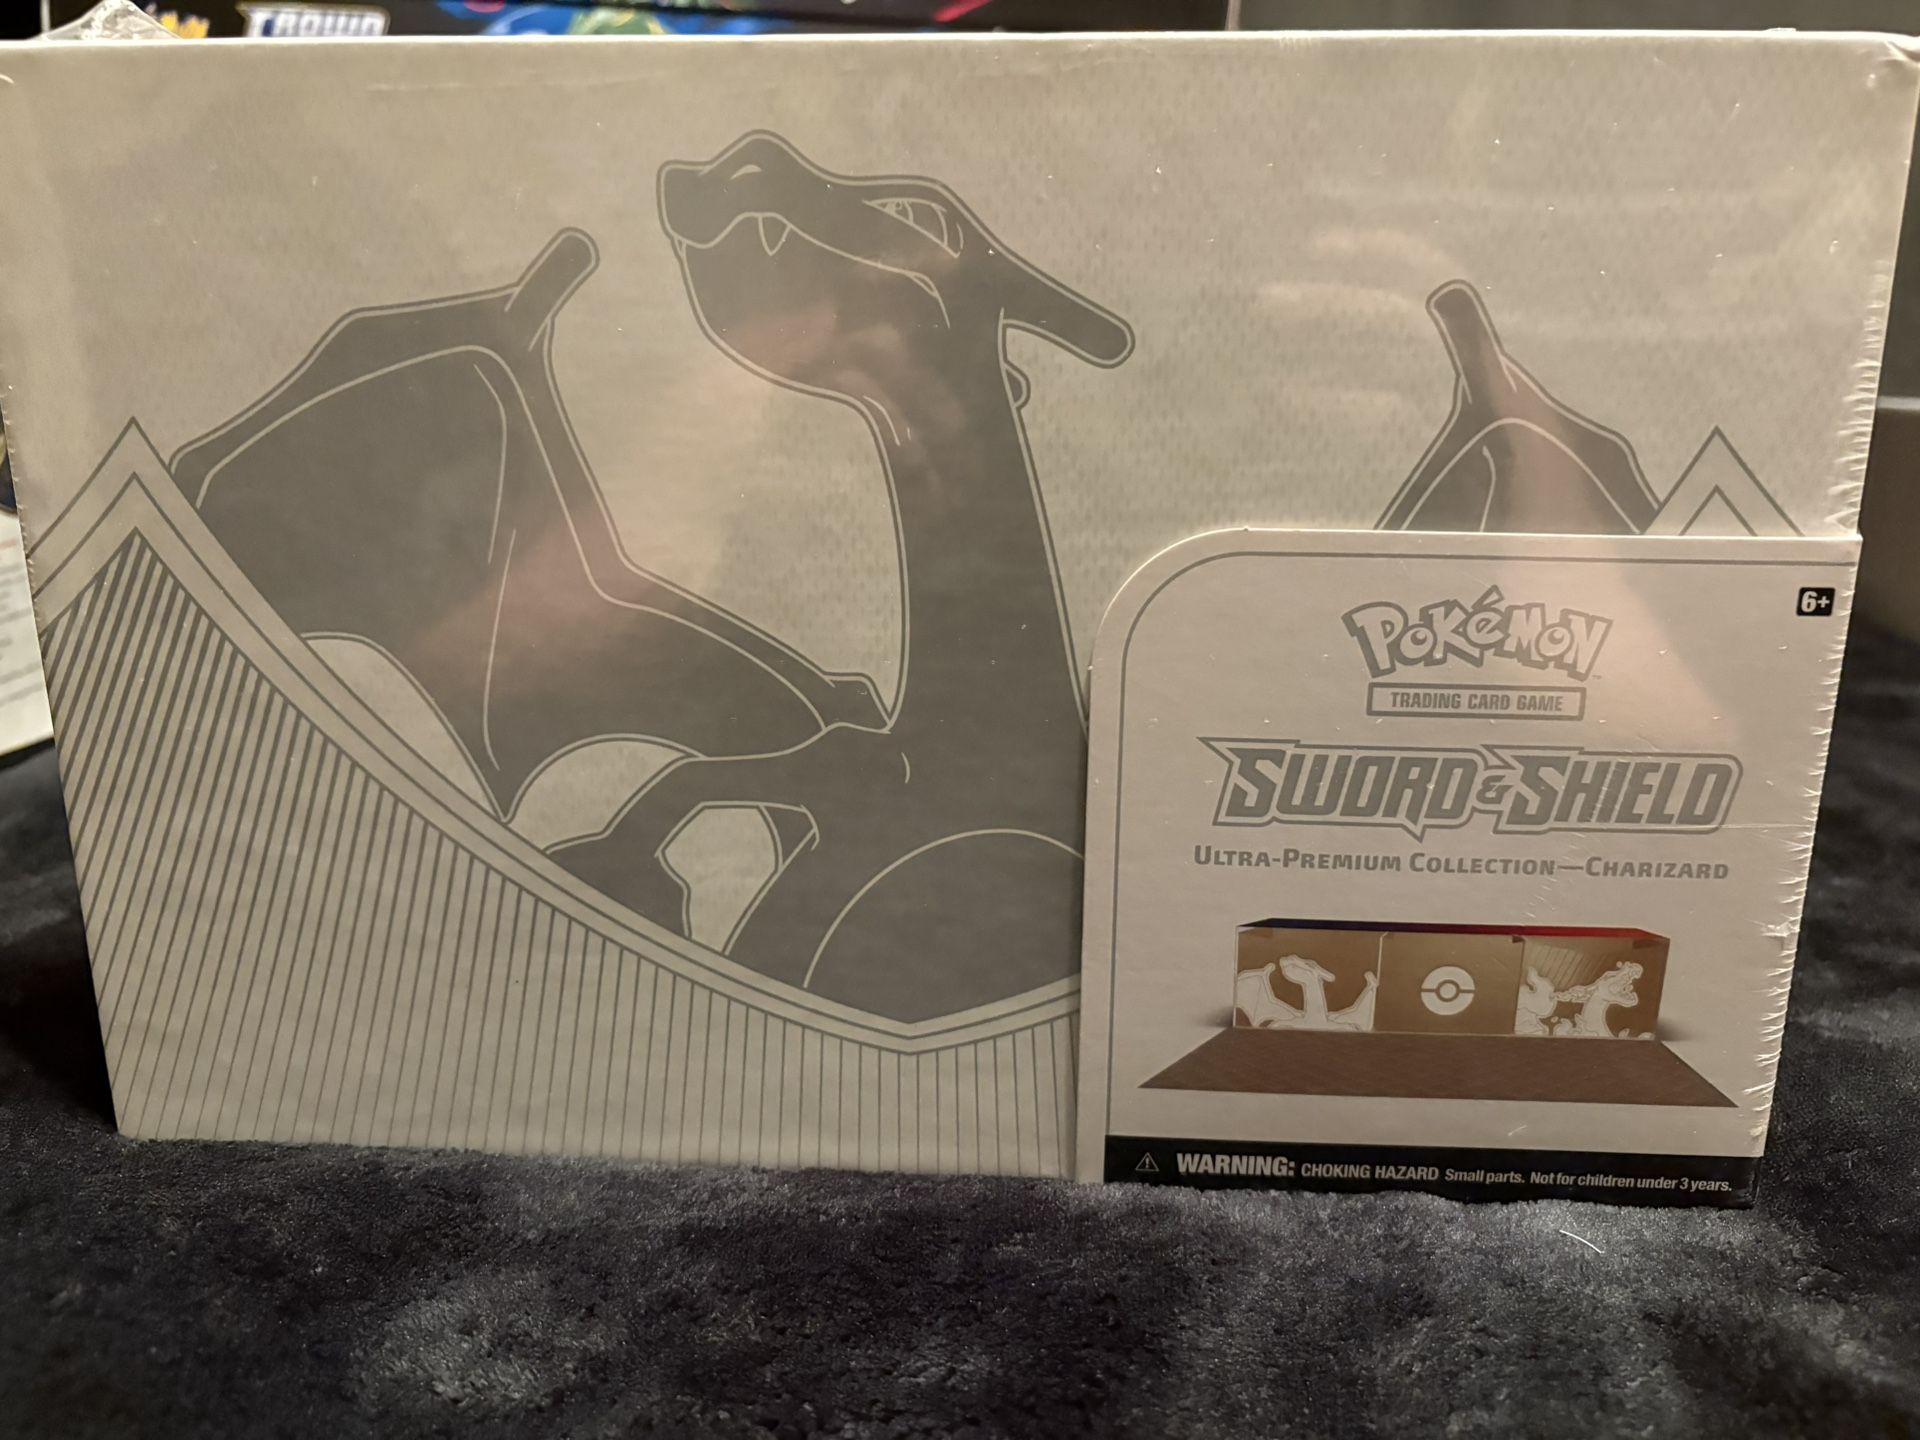 6+
POKéMON
TRADING CARD GAME
SWORD & SHIELD
ULTRA-PREMIUM COLLECTION—CHARIZARD
WARNING: CHOKING HAZARD Small parts. Not for children under 3 years.